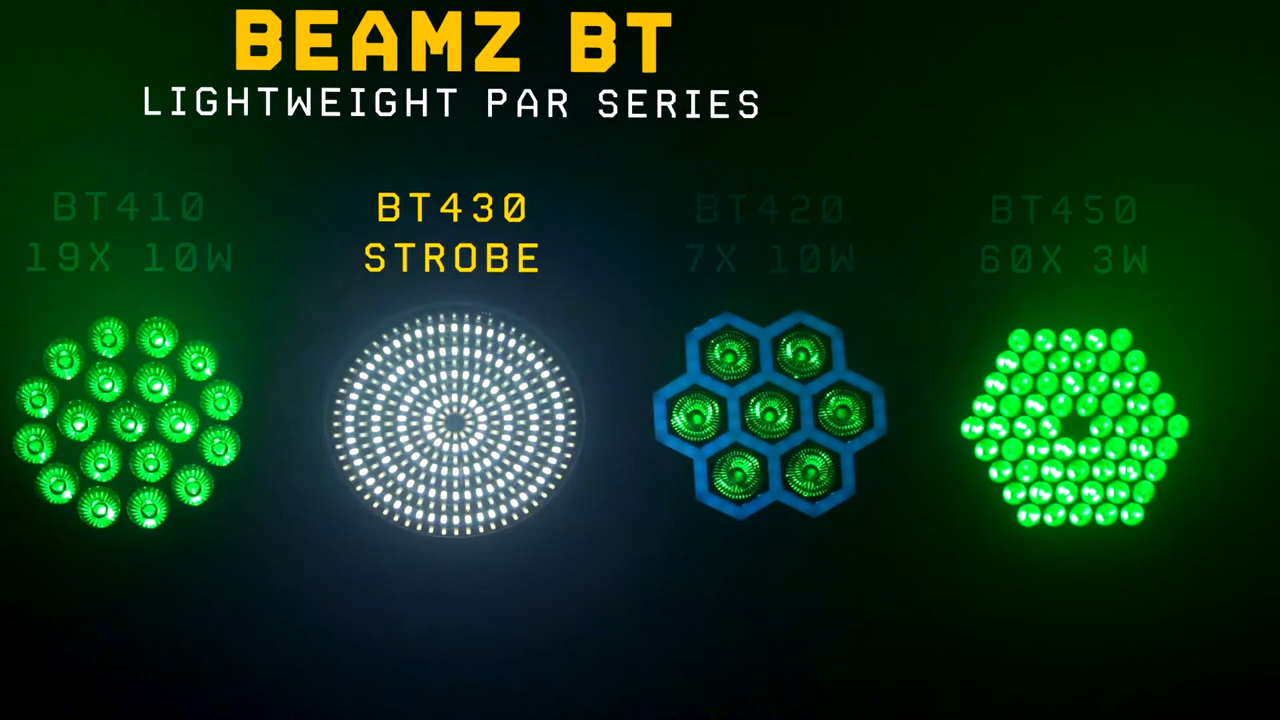 BEAMZ BT
LIGHTWEIGHT PAR SERIES
BT410
19X 10W
BT430
STROBE
BT420
7X 10W
BT450
60X 3W